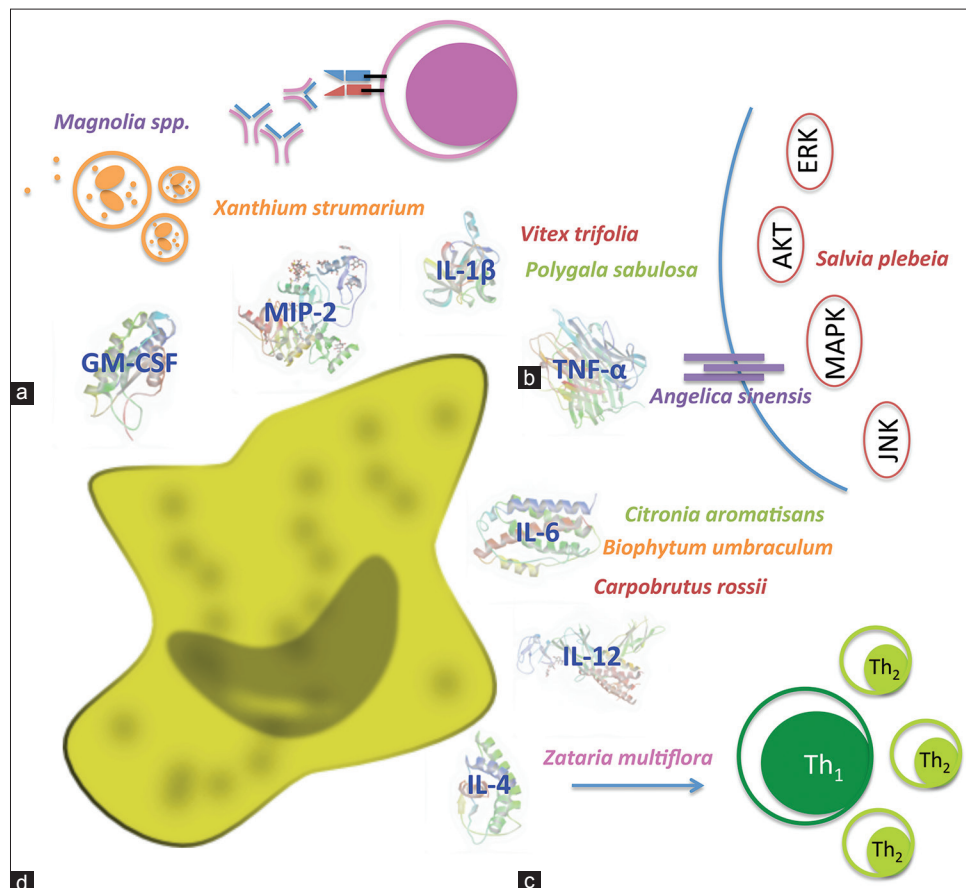 Magnolia spp.
Xanthium strumarium
IL-1β
MIP-2
GM-CSF
a
Vitex trifolia
Polygala sabulosa
TNF-α
b
Angelica sinensis
ERK
AKT
Salvia plebeia
MAPK
JNK
Citronia aromatisans
IL-6
Biophytum umbraculum
Carpobrutus rossii
IL-12
Zataria multiflora
IL-4
Th₁
Th₂
Th₂
Th₂
d
c